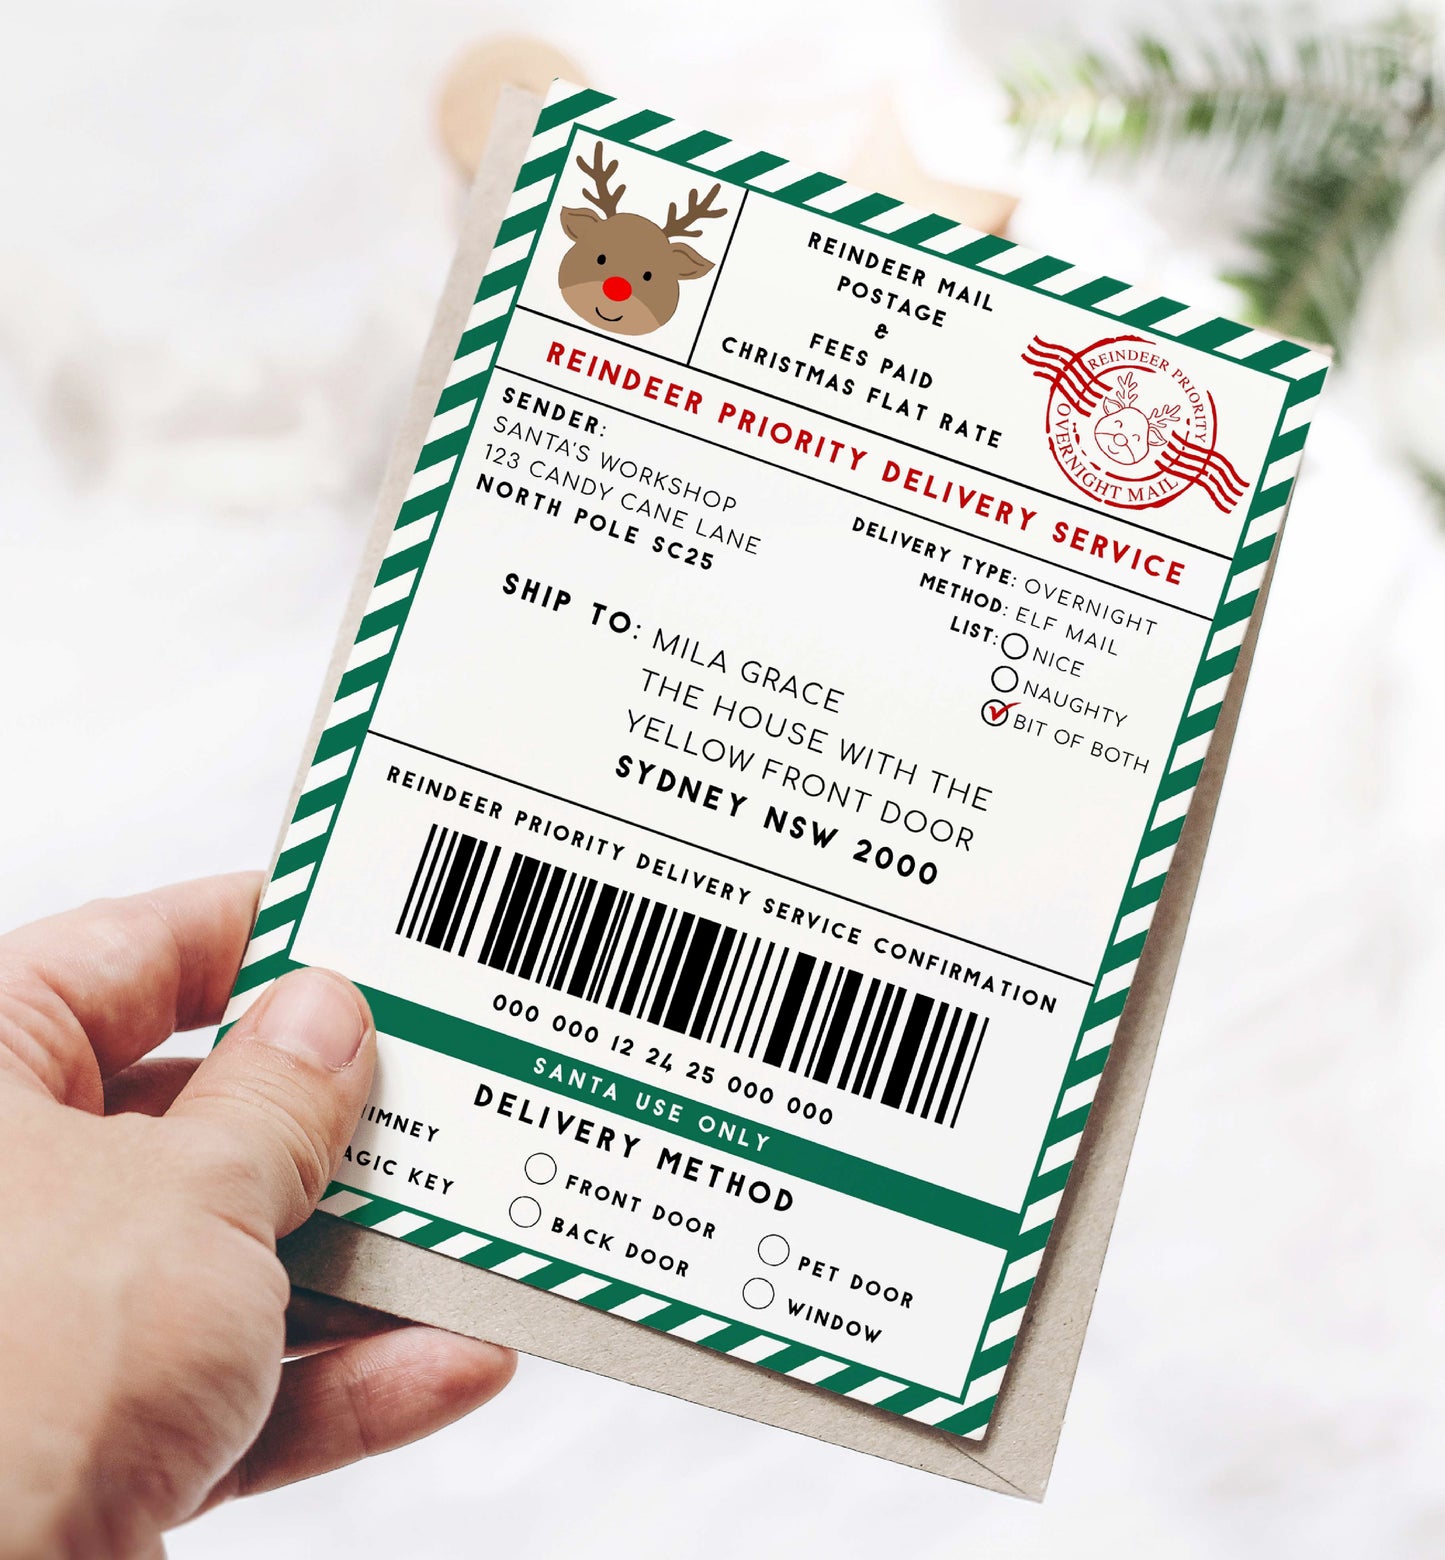 REINDEER MAIL
POSTAGE
&
FEES PAID
CHRISTMAS FLAT RATE
REINDEER PRIORITY
OVERNIGHT MAIL
REINDEER PRIORITY DELIVERY SERVICE
SENDER:
SANTA'S WORKSHOP
123 CANDY CANE LANE
NORTH POLE SC25
DELIVERY TYPE: OVERNIGHT
METHOD: ELF MAIL
LIST: NICE
NAUGHTY
BIT OF BOTH
SHIP TO: MILA GRACE
THE HOUSE WITH THE
YELLOW FRONT DOOR
SYDNEY NSW 2000
REINDEER PRIORITY DELIVERY SERVICE CONFIRMATION
000 000 12 24 25 000 000
SANTA USE ONLY
DELIVERY METHOD
IMNEY
AGIC KEY
FRONT DOOR
BACK DOOR
PET DOOR
WINDOW